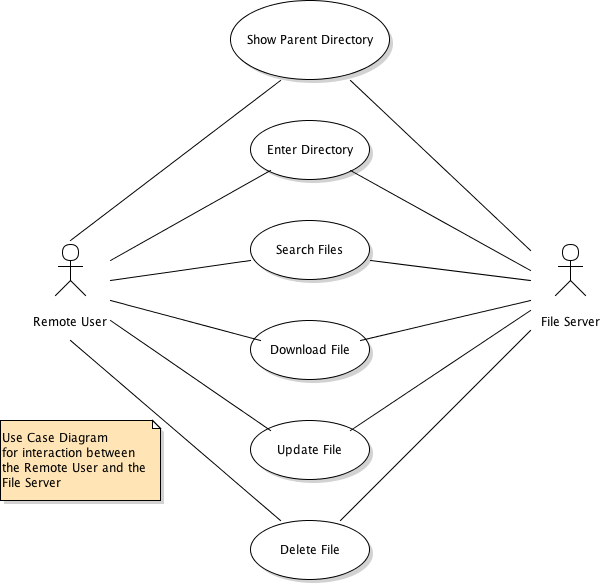 Show Parent Directory
Enter Directory
Search Files
Remote User
File Server
Download File
Use Case Diagram
for interaction between
the Remote User and the
File Server
Update File
Delete File